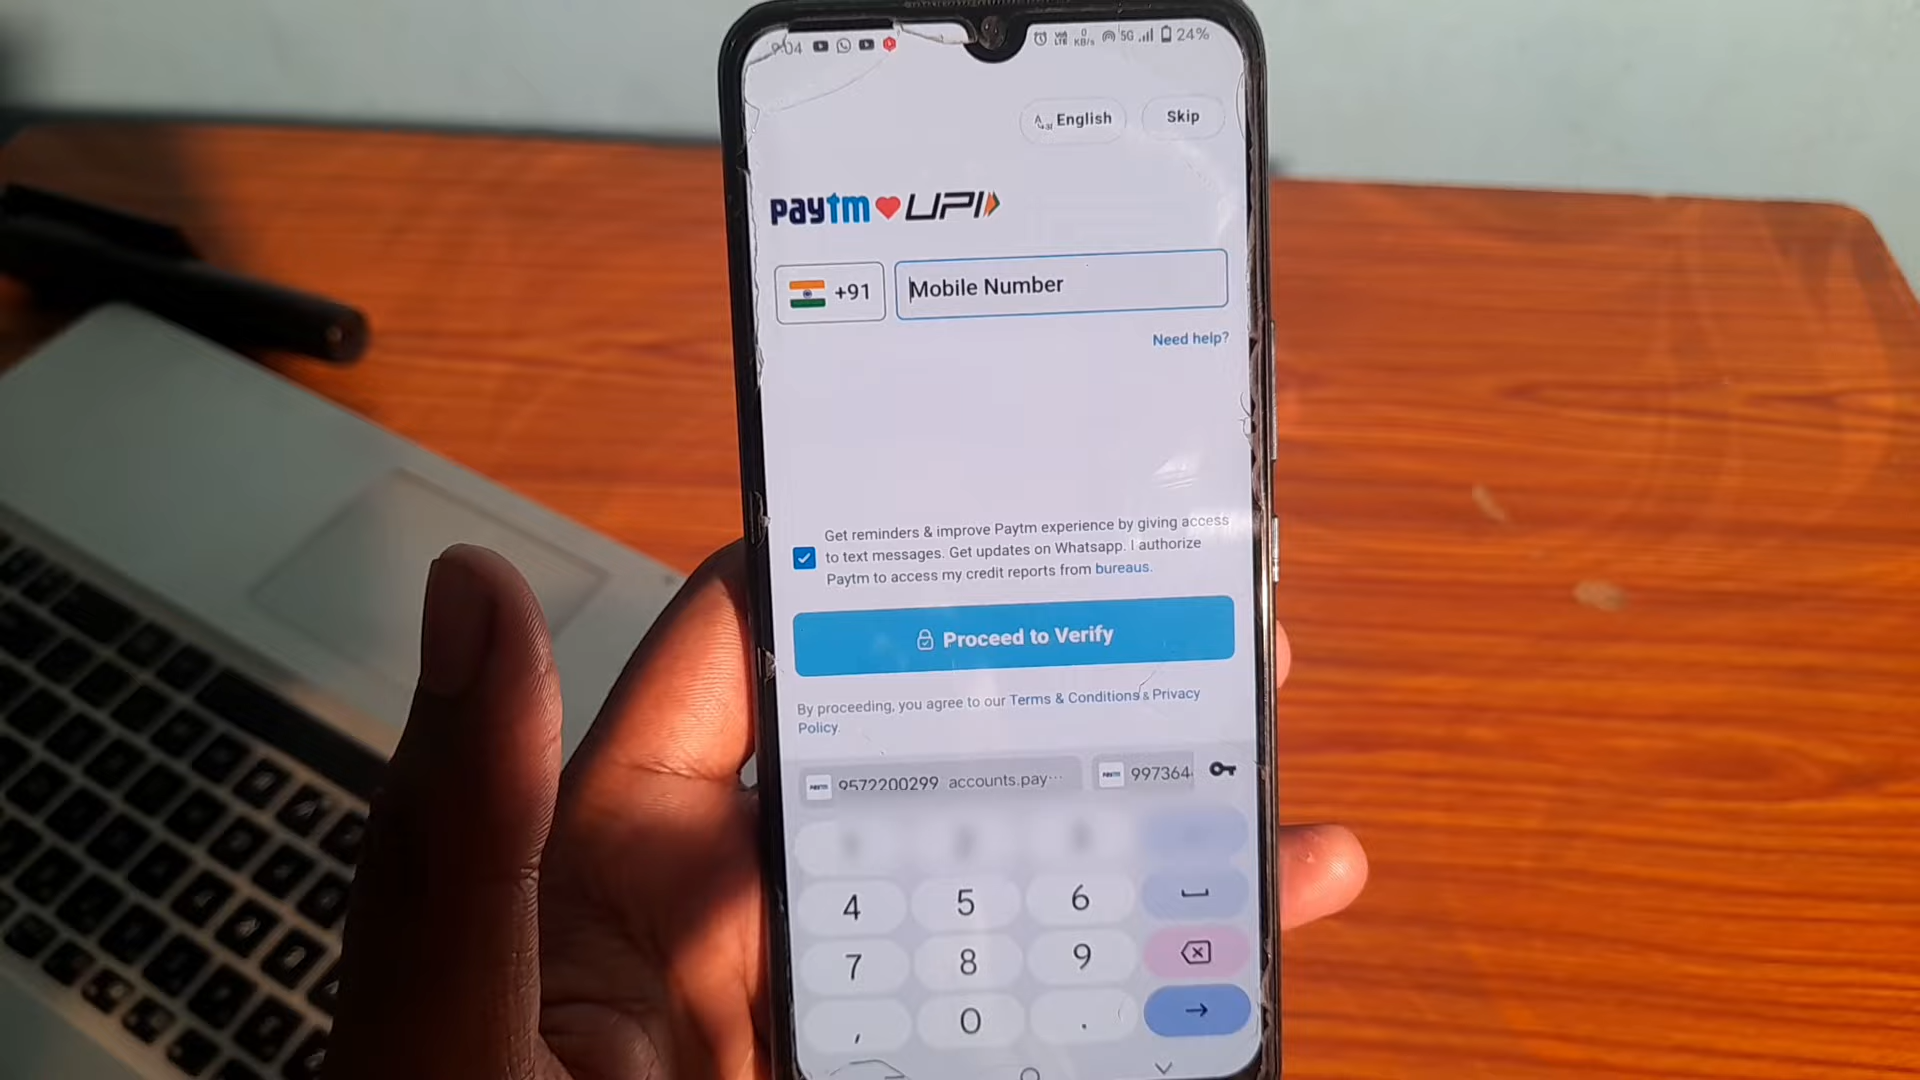 9:04 5G 24%
English Skip
paytm UPI
+91 Mobile Number
Need help?
Get reminders & improve Paytm experience by giving access
to text messages. Get updates on Whatsapp. I authorize
Paytm to access my credit reports from bureaus.
Proceed to Verify
By proceeding, you agree to our Terms & Conditions & Privacy
Policy.
9572200299 accounts.pay... 997364
4 5 6
7 8 9
, 0 .